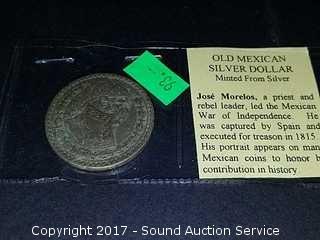 OLD MEXICAN
SILVER DOLLAR
Minted From Silver
José Morelos, a priest and
rebel leader, led the Mexican
War of Independence. He
was captured by Spain and
executed for treason in 1815.
His portrait appears on man
Mexican coins to honor h
contribution in history
Copyright 2017 - Sound Auction Service